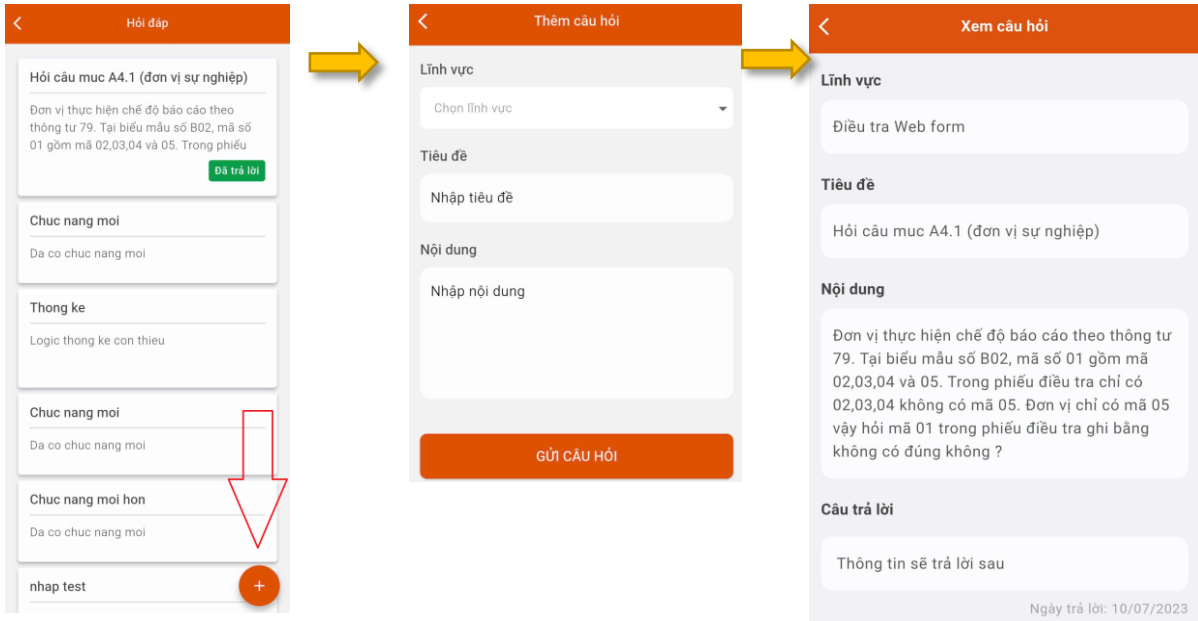 Hỏi đáp
Hỏi câu muc A4.1 (đơn vị sự nghiệp)
Đơn vị thực hiện chế độ báo cáo theo
thông tư 79. Tại biểu mẫu số B02, mã số
01 gồm mã 02,03,04 và 05. Trong phiếu
Đã trả lời
Chuc nang moi
Da co chuc nang moi
Thong ke
Logic thong ke con thieu
Chuc nang moi
Da co chuc nang moi
Chuc nang moi hon
Da co chuc nang moi
nhap test
+
Thêm câu hỏi
Lĩnh vực
Chọn lĩnh vực
Tiêu đề
Nhập tiêu đề
Nội dung
Nhập nội dung
GỬI CÂU HỎI
Xem câu hỏi
Lĩnh vực
Điều tra Web form
Tiêu đề
Hỏi câu muc A4.1 (đơn vị sự nghiệp)
Nội dung
Đơn vị thực hiện chế độ báo cáo theo thông tư
79. Tại biểu mẫu số B02, mã số 01 gồm mã
02,03,04 và 05. Trong phiếu điều tra chỉ có
02,03,04 không có mã 05. Đơn vị chỉ có mã 05
vậy hỏi mã 01 trong phiếu điều tra ghi bằng
không có đúng không ?
Câu trả lời
Thông tin sẽ trả lời sau
Ngày trả lời: 10/07/2023